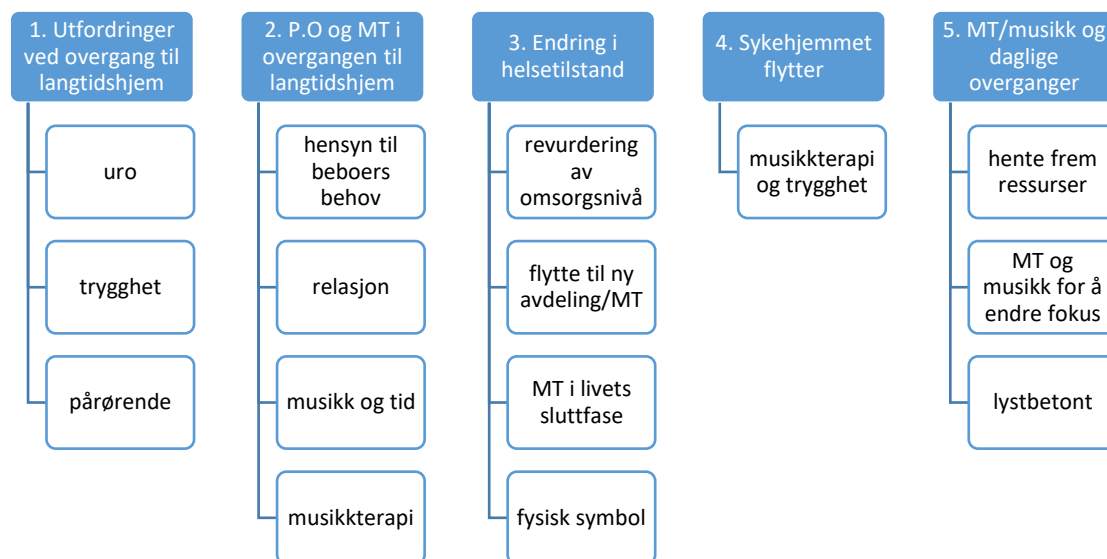 1. Utfordringer
ved overgang til
langtidshjem
uro
trygghet
pårørende
2. P.O og MT i
overgangen til
langtidshjem
hensyn til
beboers
behov
relasjon
musikk og tid
musikkterapi
3. Endring i
helsetilstand
revurdering
av
omsorgsnivå
flytte til ny
avdeling/MT
MT i livets
sluttfase
fysisk symbol
4. Sykehjemmet
flytter
musikkterapi
og trygghet
5. MT/musikk og
daglige
overganger
hente frem
ressurser
MT og
musikk for å
endre fokus
lystbetont